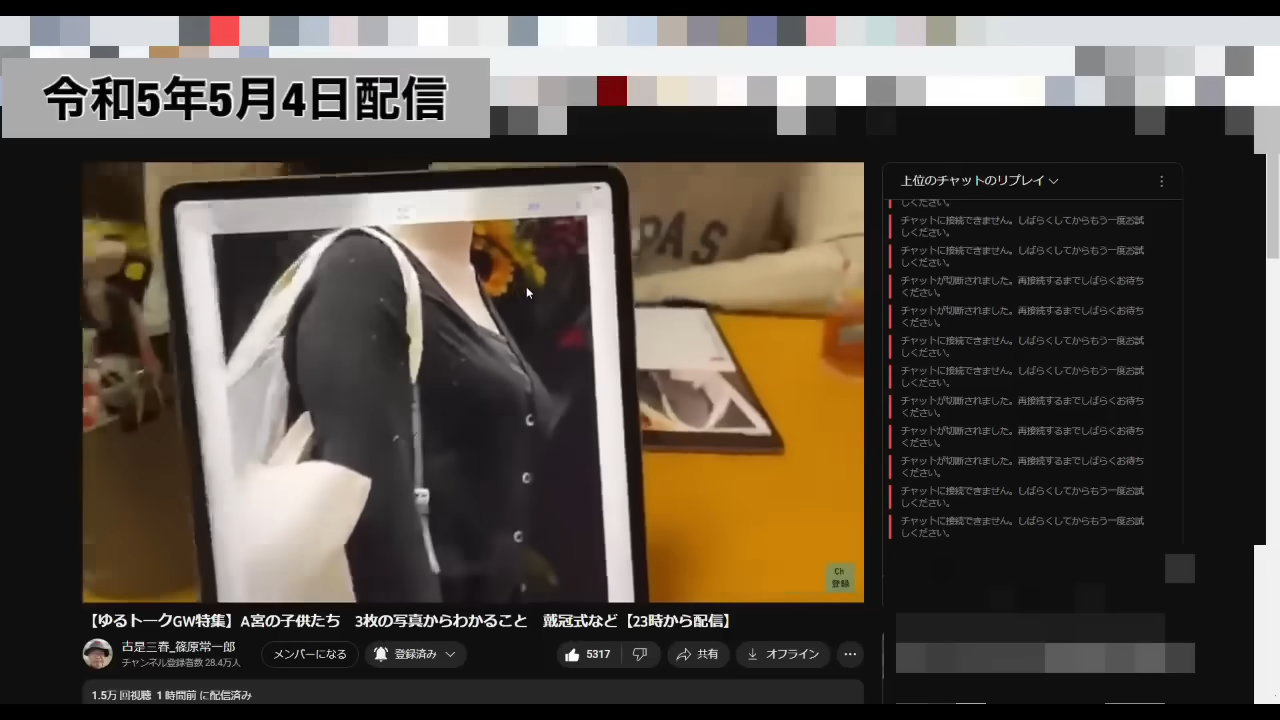 令和5年5月4日配信
PAS
上位のチャットのリプレイ
しください。
チャットに接続できません。しばらくしてからもう一度お試
しください。
チャットに接続できません。しばらくしてからもう一度お試
しください。
チャットが切断されました。再接続するまでしばらくお待ち
ください。
チャットが切断されました。再接続するまでしばらくお待ち
ください。
チャットに接続できません。しばらくしてからもう一度お試
しください。
チャットに接続できません。しばらくしてからもう一度お試
しください。
チャットが切断されました。再接続するまでしばらくお待ち
ください。
チャットが切断されました。再接続するまでしばらくお待ち
ください。
チャットが切断されました。再接続するまでしばらくお待ち
ください。
チャットに接続できません。しばらくしてからもう一度お試
しください。
チャットに接続できません。しばらくしてからもう一度お試
しください。
Ch
登録
【ゆるトークGW特集】A宮の子供たち 3枚の写真からわかること 戴冠式など【23時から配信】
古是三春_篠原常一郎
チャンネル登録者数 28.4万人
メンバーになる
登録済み
5317
共有
オフライン
1.5万 回視聴 1 時間前 に配信済み